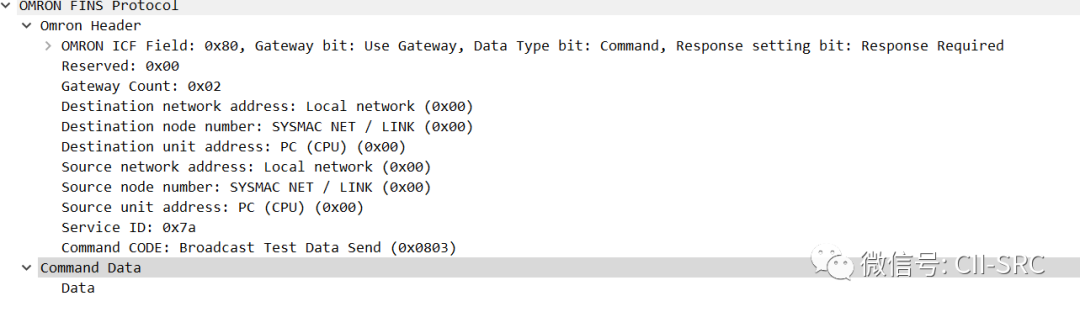 OMRON FINS Protocol
Omron Header
OMRON ICF Field: 0x80, Gateway bit: Use Gateway, Data Type bit: Command, Response setting bit: Response Required
Reserved: 0x00
Gateway Count: 0x02
Destination network address: Local network (0x00)
Destination node number: SYSMAC NET / LINK (0x00)
Destination unit address: PC (CPU) (0x00)
Source network address: Local network (0x00)
Source node number: SYSMAC NET / LINK (0x00)
Source unit address: PC (CPU) (0x00)
Service ID: 0x7a
Command CODE: Broadcast Test Data Send (0x0803)
Command Data
微信号: CII-SRC
Data